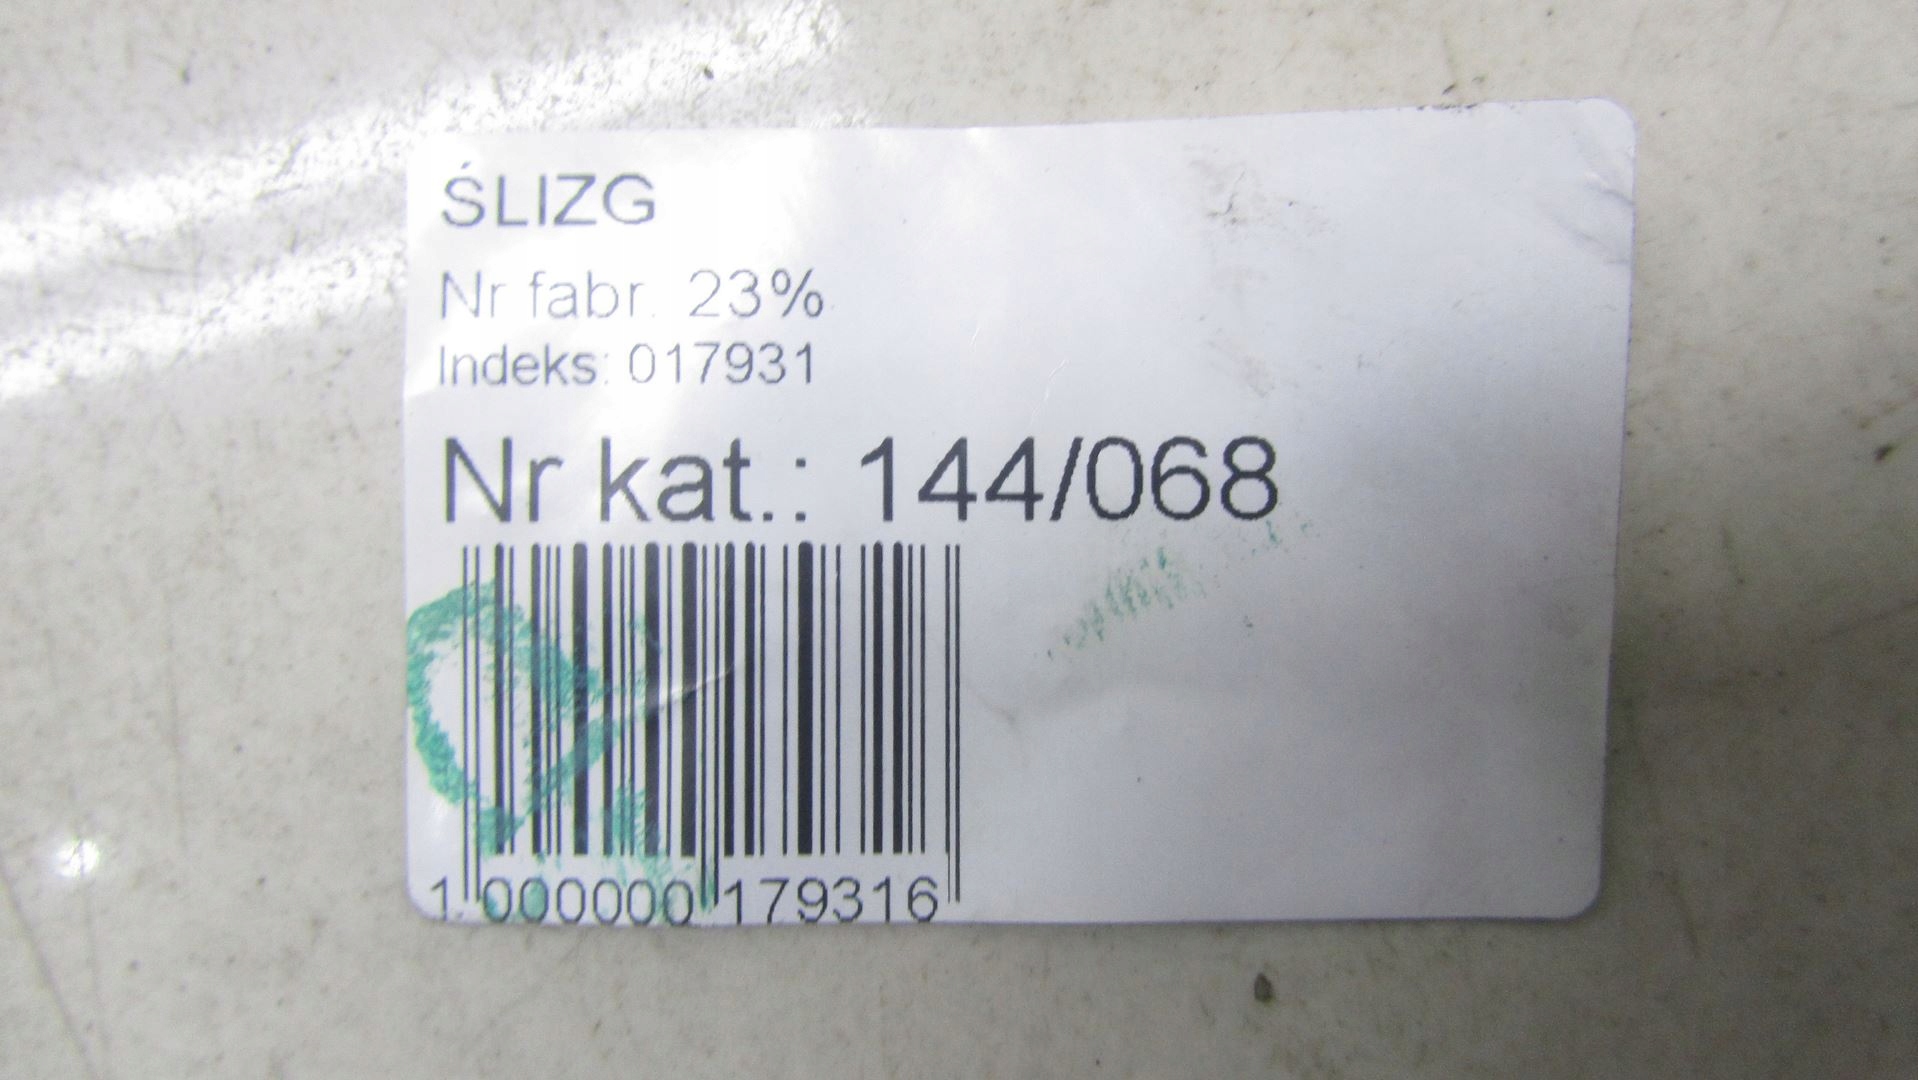 ŚLIZG
Nr fabr. 23%
Indeks: 017931
Nr kat.: 144/068
1 000000 179316